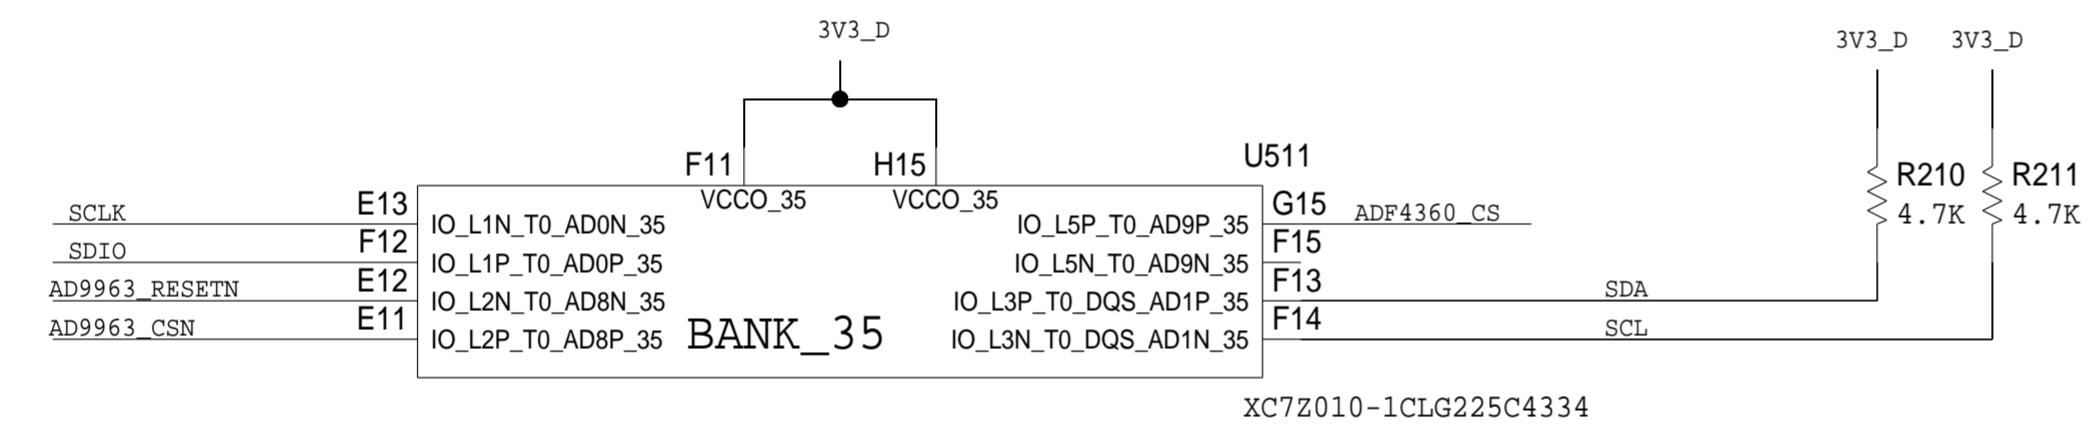 3V3_D
3V3_D 3V3_D
F11 H15 U511
VCCO_35 VCCO_35
R210 R211
4.7K 4.7K
SCLK E13 IO_L1N_T0_AD0N_35 IO_L5P_T0_AD9P_35 G15 ADF4360_CS
SDIO F12 IO_L1P_T0_AD0P_35 IO_L5N_T0_AD9N_35 F15
AD9963_RESETN E12 IO_L2N_T0_AD8N_35 IO_L3P_T0_DQS_AD1P_35 F13 SDA
AD9963_CSN E11 IO_L2P_T0_AD8P_35 BANK_35 IO_L3N_T0_DQS_AD1N_35 F14 SCL
XC7Z010-1CLG225C4334